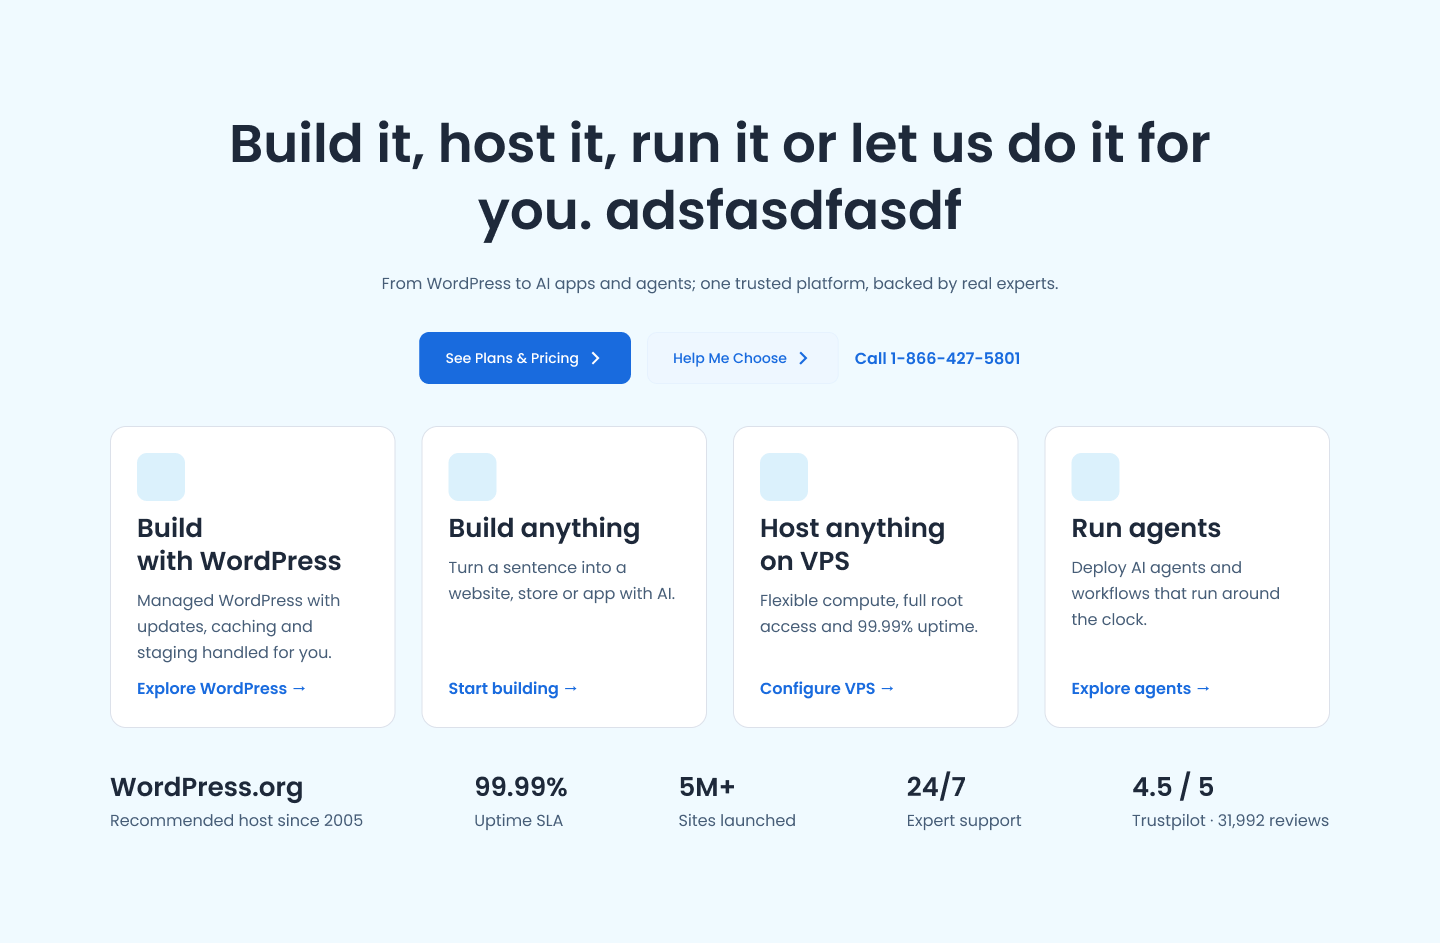 Build it, host it, run it or let us do it for
you. adsfasdfasdf
From WordPress to AI apps and agents; one trusted platform, backed by real experts.
See Plans & Pricing
Help Me Choose
Call 1-866-427-5801
Build
with WordPress
Managed WordPress with
updates, caching and
staging handled for you.
Explore WordPress →
Build anything
Turn a sentence into a
website, store or app with AI.
Start building →
Host anything
on VPS
Flexible compute, full root
access and 99.99% uptime.
Configure VPS →
Run agents
Deploy AI agents and
workflows that run around
the clock.
Explore agents →
WordPress.org
Recommended host since 2005
99.99%
Uptime SLA
5M+
Sites launched
24/7
Expert support
4.5 / 5
Trustpilot · 31,992 reviews